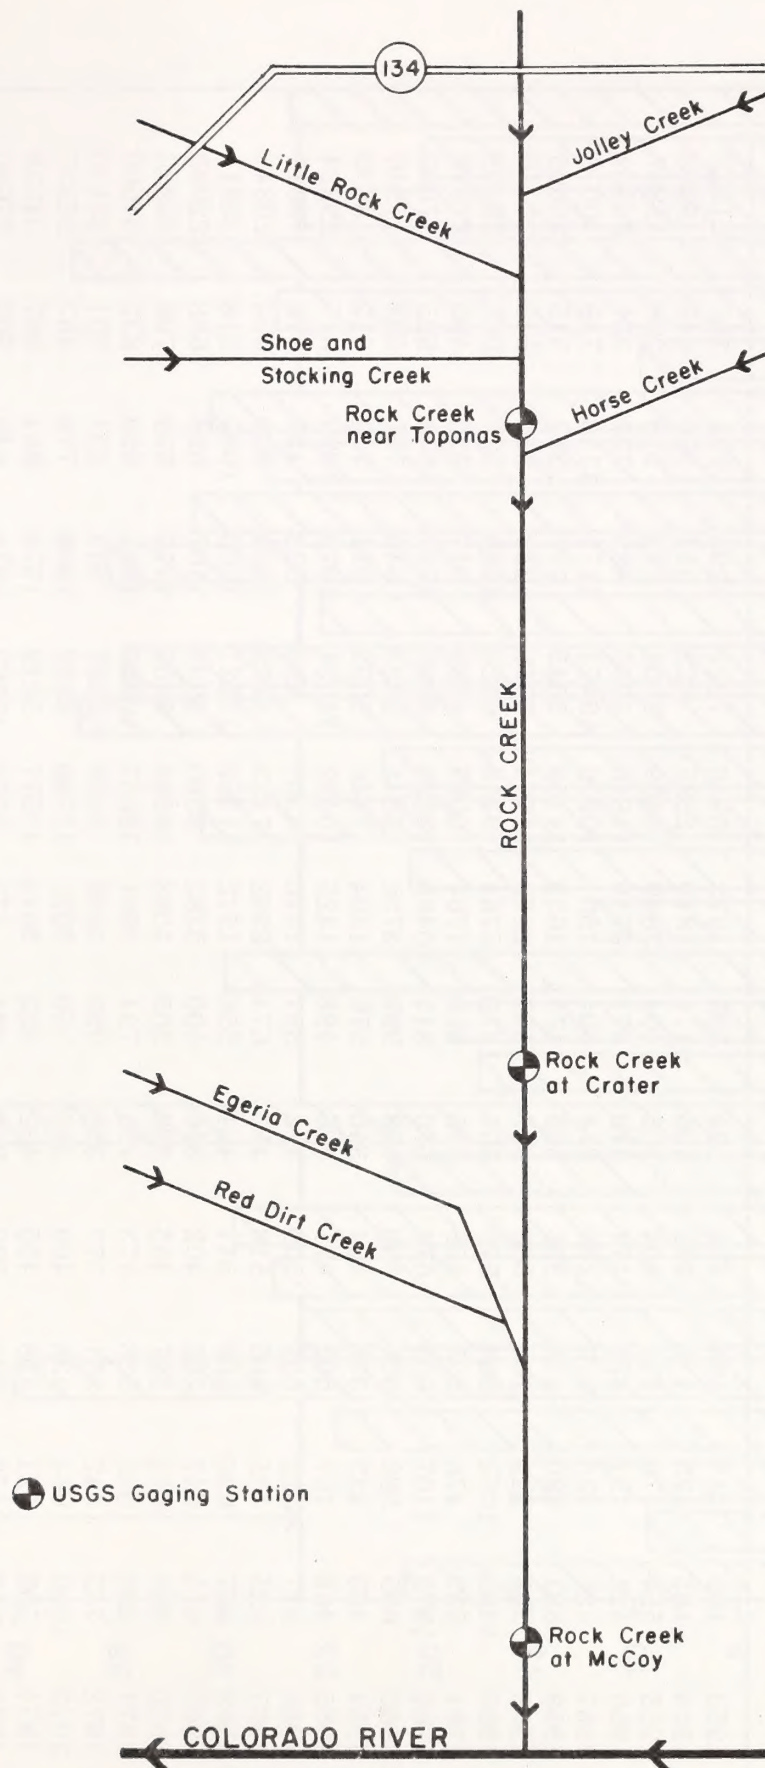 134
Jolley Creek
Little Rock Creek
Shoe and
Stocking Creek
Horse Creek
Rock Creek
near Toponas
ROCK CREEK
Rock Creek
at Crater
Egeria Creek
Red Dirt Creek
USGS Gaging Station
Rock Creek
at McCoy
COLORADO RIVER